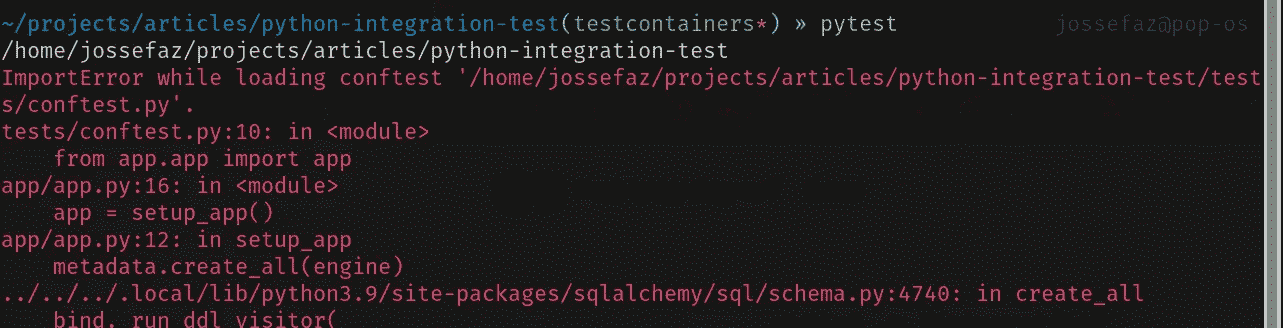 ~/projects/articles/python-integration-test(testcontainers*) » pytest jossefaz@pop-os
/home/jossefaz/projects/articles/python-integration-test
ImportError while loading conftest '/home/jossefaz/projects/articles/python-integration-test/test
s/conftest.py'.
tests/conftest.py:10: in <module>
    from app.app import app
app/app.py:16: in <module>
    app = setup_app()
app/app.py:12: in setup_app
    metadata.create_all(engine)
../../../.local/lib/python3.9/site-packages/sqlalchemy/sql/schema.py:4740: in create_all
    bind._run_ddl_visitor(